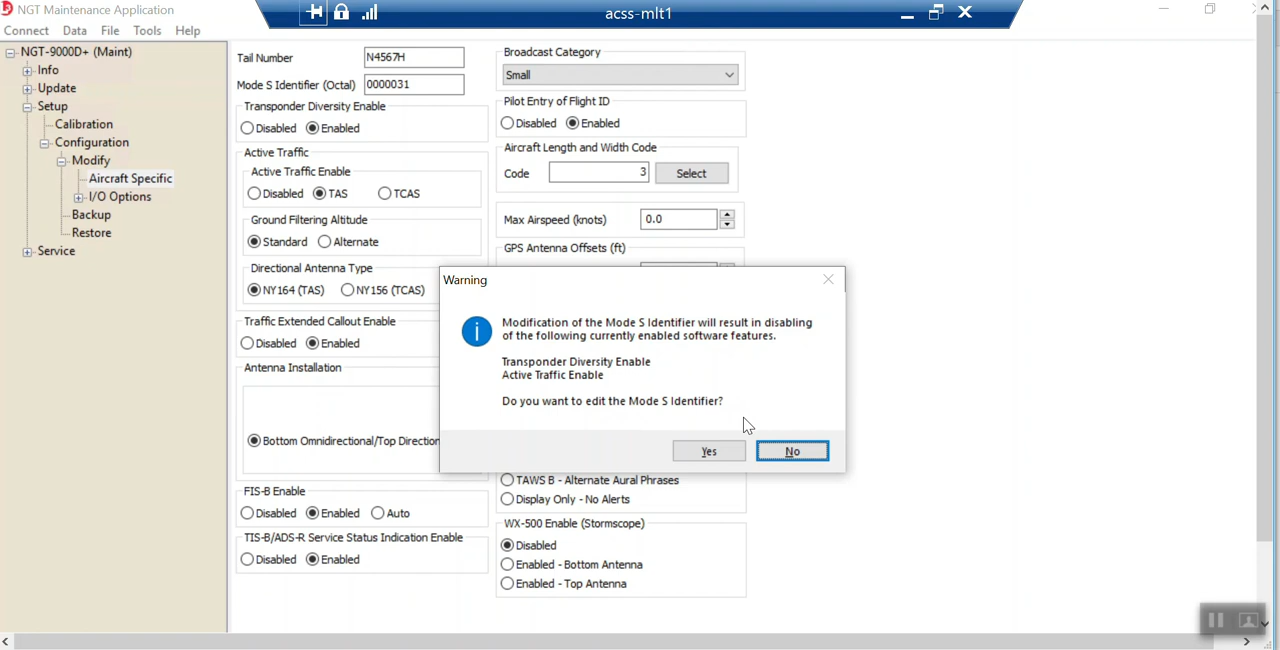 NGT Maintenance Application
acss-mlt1
Connect Data File Tools Help
NGT-9000D+ (Maint)
Info
Update
Setup
Calibration
Configuration
Modify
Aircraft Specific
I/O Options
Backup
Restore
Service
Tail Number N4567H
Mode S Identifier (Octal) 0000031
Transponder Diversity Enable
Disabled Enabled
Active Traffic
Active Traffic Enable
Disabled TAS TCAS
Ground Filtering Altitude
Standard Alternate
Directional Antenna Type
NY164 (TAS) NY156 (TCAS)
Traffic Extended Callout Enable
Disabled Enabled
Antenna Installation
Bottom Omnidirectional/Top Direction
FIS-B Enable
Disabled Enabled Auto
TIS-B/ADS-R Service Status Indication Enable
Disabled Enabled
Broadcast Category
Small
Pilot Entry of Flight ID
Disabled Enabled
Aircraft Length and Width Code
Code 3 Select
Max Airspeed (knots) 0.0
GPS Antenna Offsets (ft)
Warning
Modification of the Mode S Identifier will result in disabling
of the following currently enabled software features.
Transponder Diversity Enable
Active Traffic Enable
Do you want to edit the Mode S Identifier?
Yes No
TAWS B - Alternate Aural Phrases
Display Only - No Alerts
WX-500 Enable (Stormscope)
Disabled
Enabled - Bottom Antenna
Enabled - Top Antenna